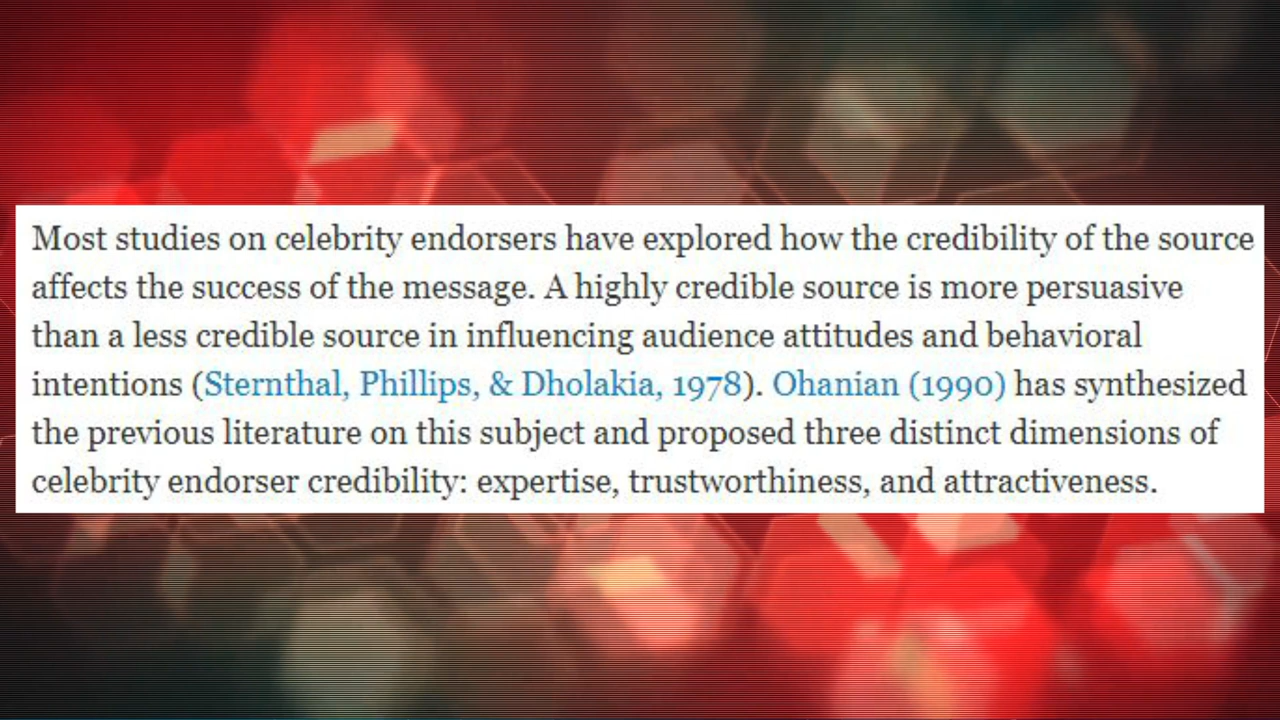 Most studies on celebrity endorsers have explored how the credibility of the source
affects the success of the message. A highly credible source is more persuasive
than a less credible source in influencing audience attitudes and behavioral
intentions (Sternthal, Phillips, & Dholakia, 1978). Ohanian (1990) has synthesized
the previous literature on this subject and proposed three distinct dimensions of
celebrity endorser credibility: expertise, trustworthiness, and attractiveness.